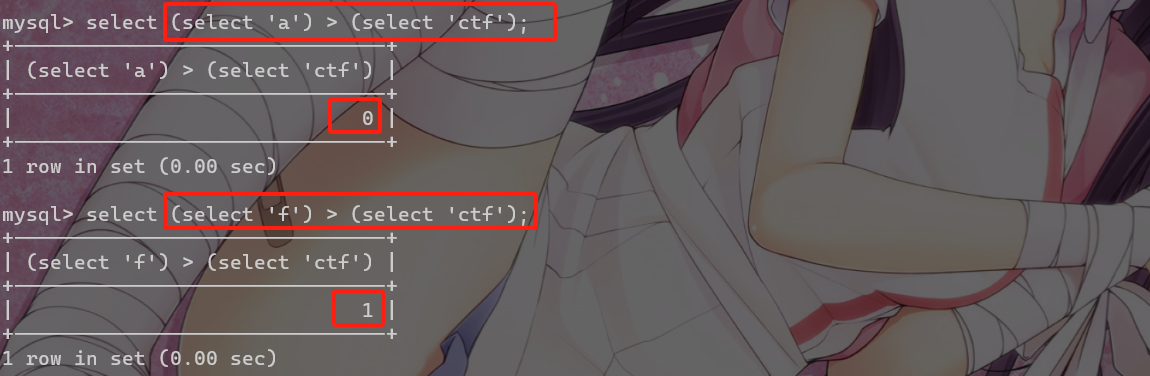 mysql> select (select 'a') > (select 'ctf');
+-----------------------------+
| (select 'a') > (select 'ctf') |
+-----------------------------+
| 0 |
+-----------------------------+
1 row in set (0.00 sec)
mysql> select (select 'f') > (select 'ctf');
+-----------------------------+
| (select 'f') > (select 'ctf') |
+-----------------------------+
| 1 |
+-----------------------------+
1 row in set (0.00 sec)